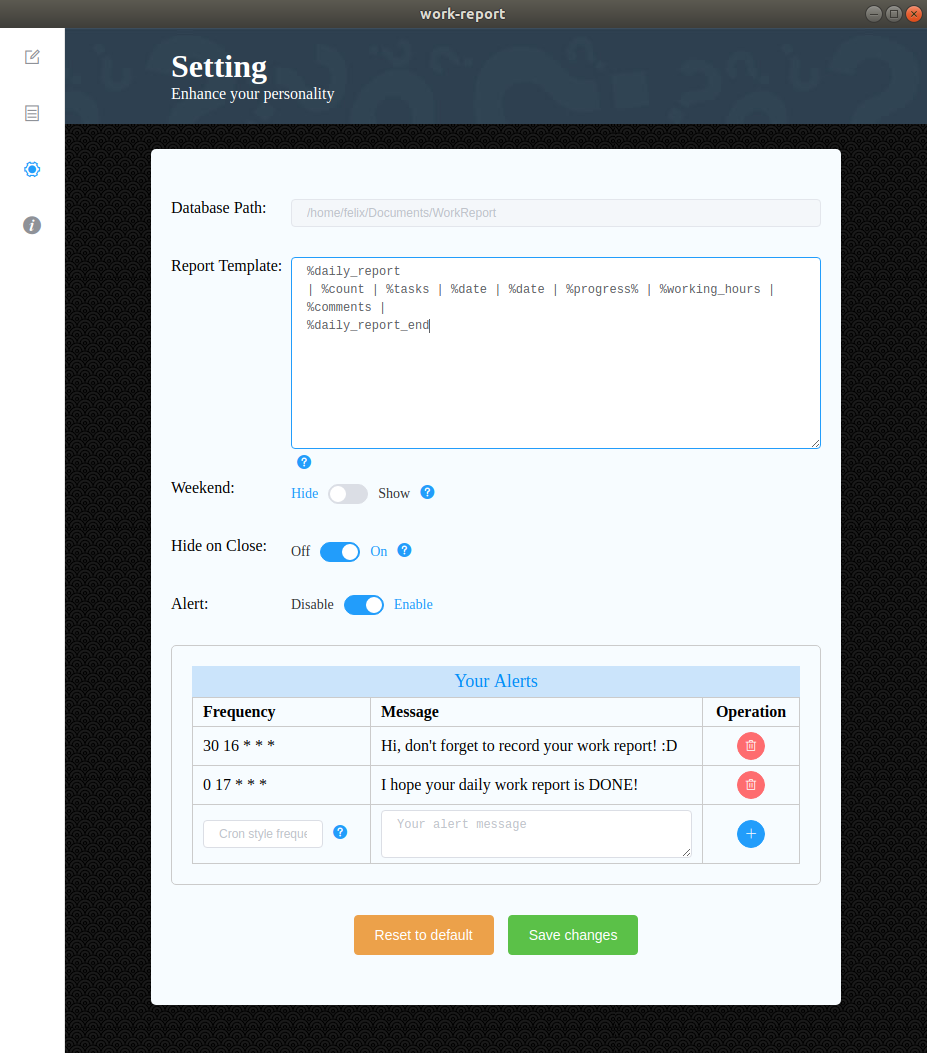 work-report
Setting
Enhance your personality
Database Path:
/home/felix/Documents/WorkReport
Report Template:
%daily_report
| %count | %tasks | %date | %date | %progress% | %working_hours |
%comments |
%daily_report_end
Weekend:
Hide Show
Hide on Close:
Off On
Alert:
Disable Enable
Your Alerts
Frequency Message Operation
30 16 * * * Hi, don't forget to record your work report! :D
0 17 * * * I hope your daily work report is DONE!
Cron style freque Your alert message
Reset to default Save changes